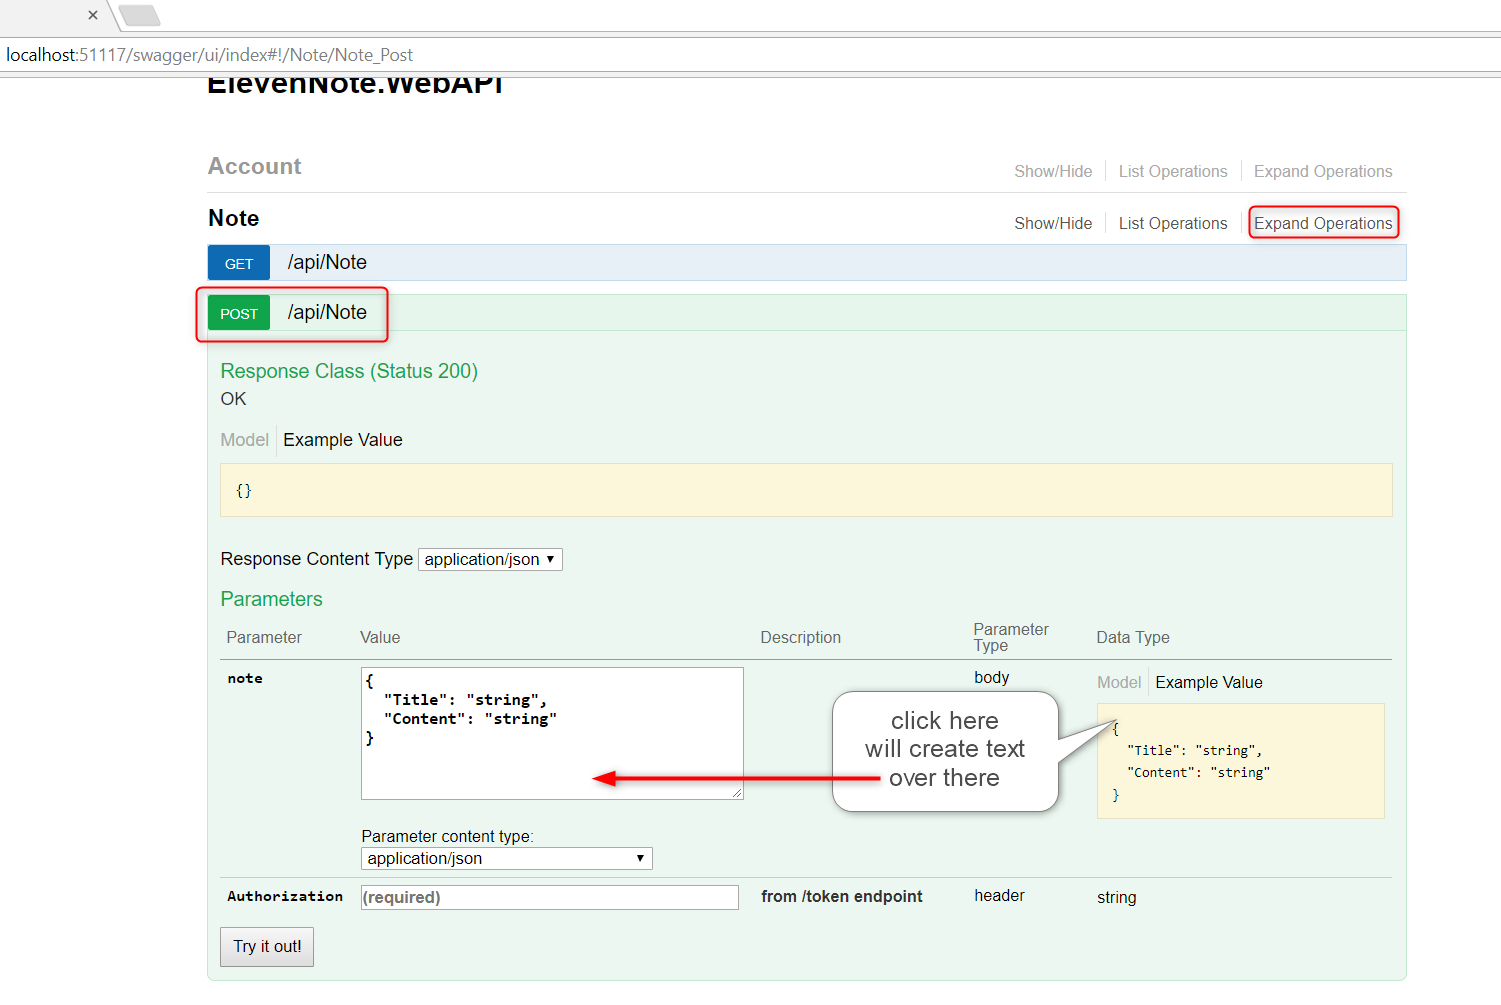 localhost:51117/swagger/ui/index#!/Note/Note_Post
ElevenNote.WebAPI
Account
Show/Hide
List Operations
Expand Operations
Note
Show/Hide
List Operations
Expand Operations
GET
/api/Note
POST
/api/Note
Response Class (Status 200)
OK
Model
Example Value
{}
Response Content Type
application/json
Parameters
Parameter
Value
Description
Parameter
Type
Data Type
note
{
"Title": "string",
"Content": "string"
}
body
Model
Example Value
{
"Title": "string",
"Content": "string"
}
click here
will create text
over there
Parameter content type:
application/json
Authorization
(required)
from /token endpoint
header
string
Try it out!